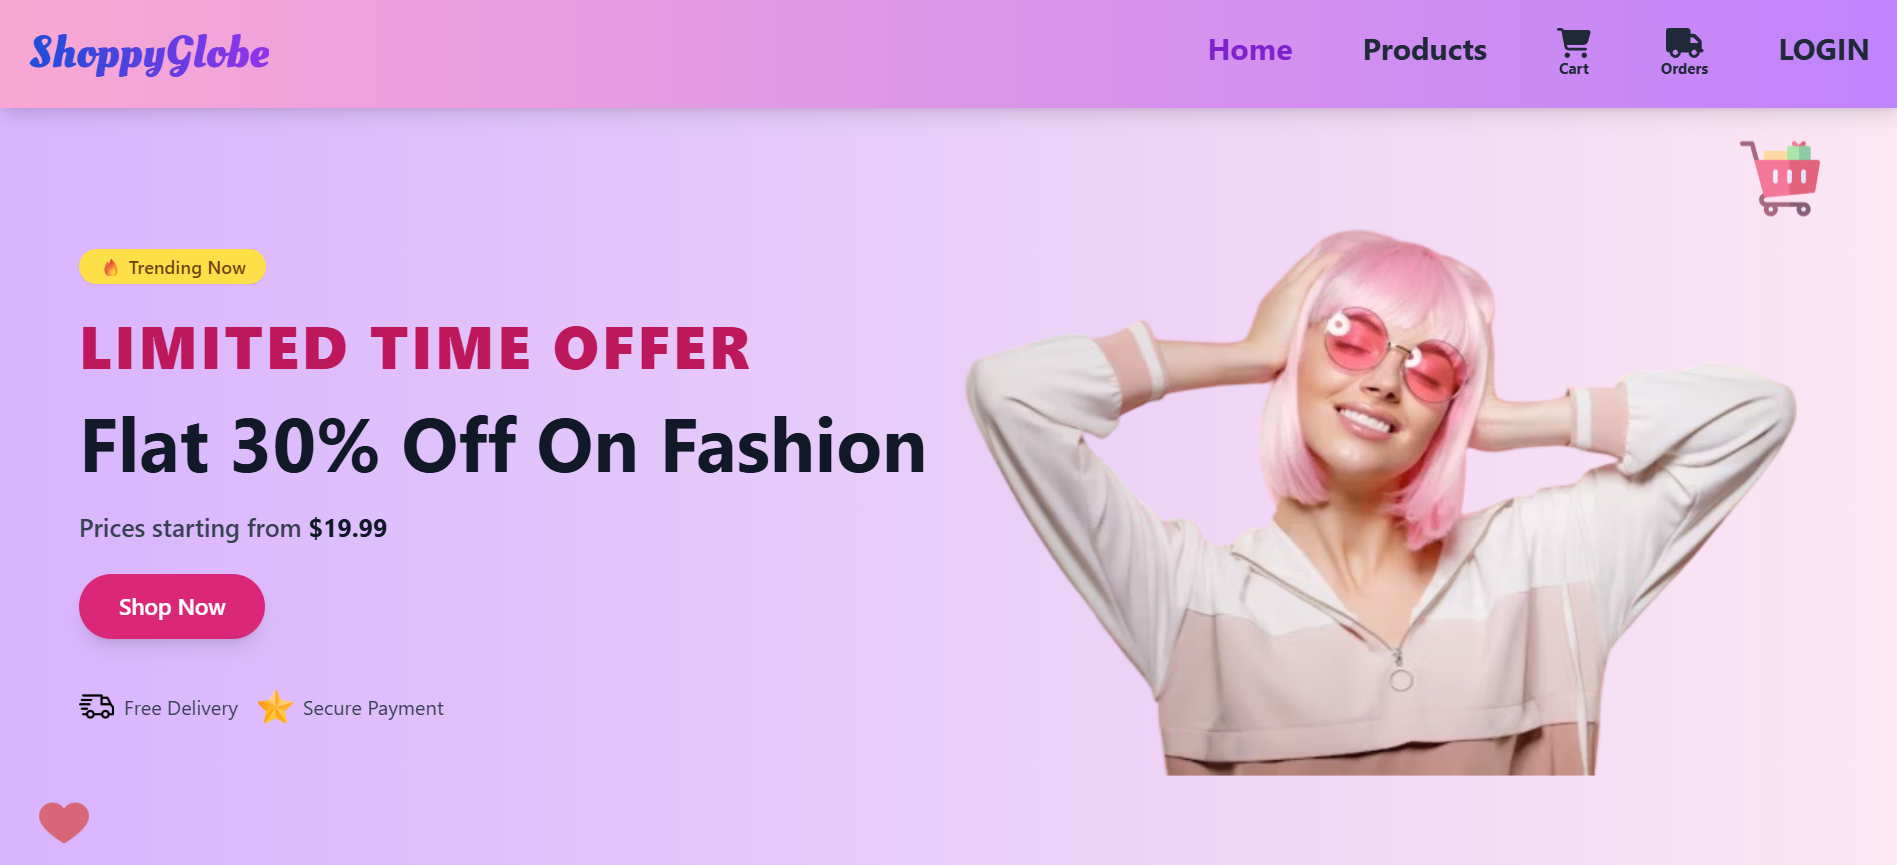 ShoppyGlobe
Home
Products
Cart
Orders
LOGIN
Trending Now
LIMITED TIME OFFER
Flat 30% Off On Fashion
Prices starting from $19.99
Shop Now
Free Delivery
Secure Payment